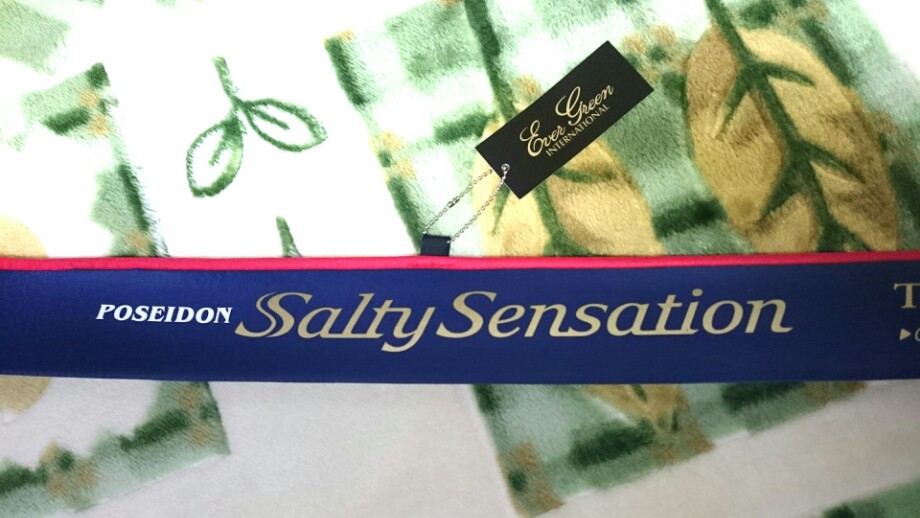 Ever Green
INTERNATIONAL
POSEIDON Salty Sensation